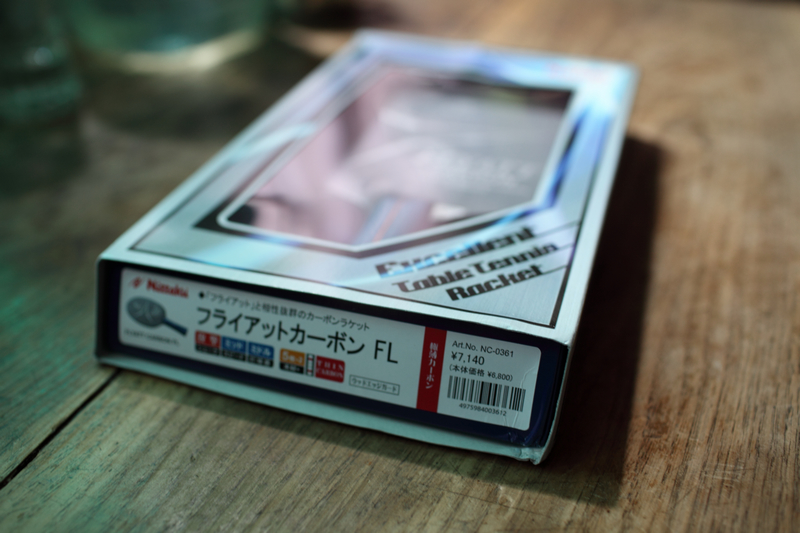 Excellent
Table Tennis
Racket
Nittaku
◆「フライアット」と相性抜群のカーボンラケット
フライアットカーボン FL
極薄カーボン
Art.No. NC-0361
¥7,140
(本体価格 ¥6,800)
4975984003612